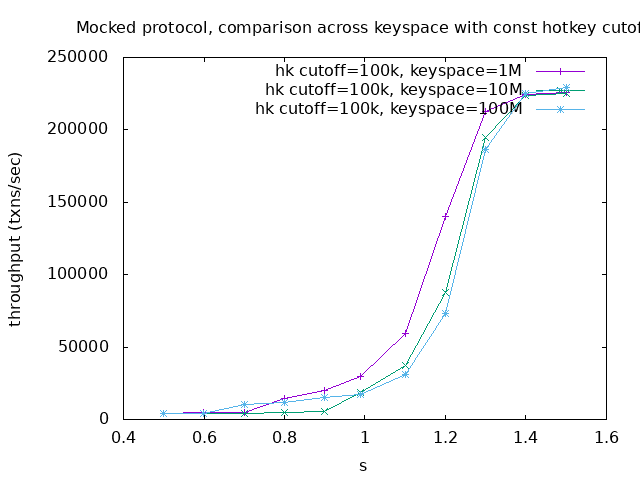 Mocked protocol, comparison across keyspace with const hotkey cutof
250000
200000
150000
100000
50000
0
throughput (txns/sec)
hk cutoff=100k, keyspace=1M
hk cutoff=100k, keyspace=10M
hk cutoff=100k, keyspace=100M
0.4 0.6 0.8 1 1.2 1.4 1.6
s